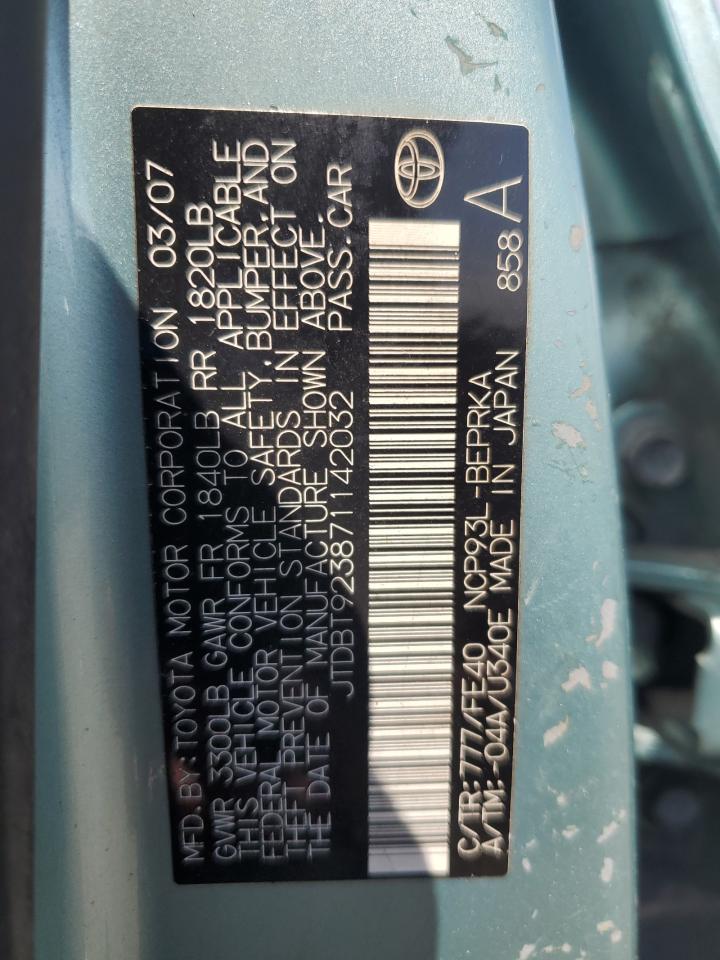 MFD. BY: TOYOTA MOTOR CORPORATION 03/07
GVWR 3300LB GAWR FR 1840LB RR 1820LB
THIS VEHICLE CONFORMS TO ALL APPLICABLE
FEDERAL MOTOR VEHICLE SAFETY, BUMPER, AND
THEFT PREVENTION STANDARDS IN EFFECT ON
THE DATE OF MANUFACTURE SHOWN ABOVE.
JTDBT923871142032 PASS. CAR
C/TR: 777/FE40 NCP93L-BEPRKA
A/TM: -04A/U340E MADE IN JAPAN
858 A